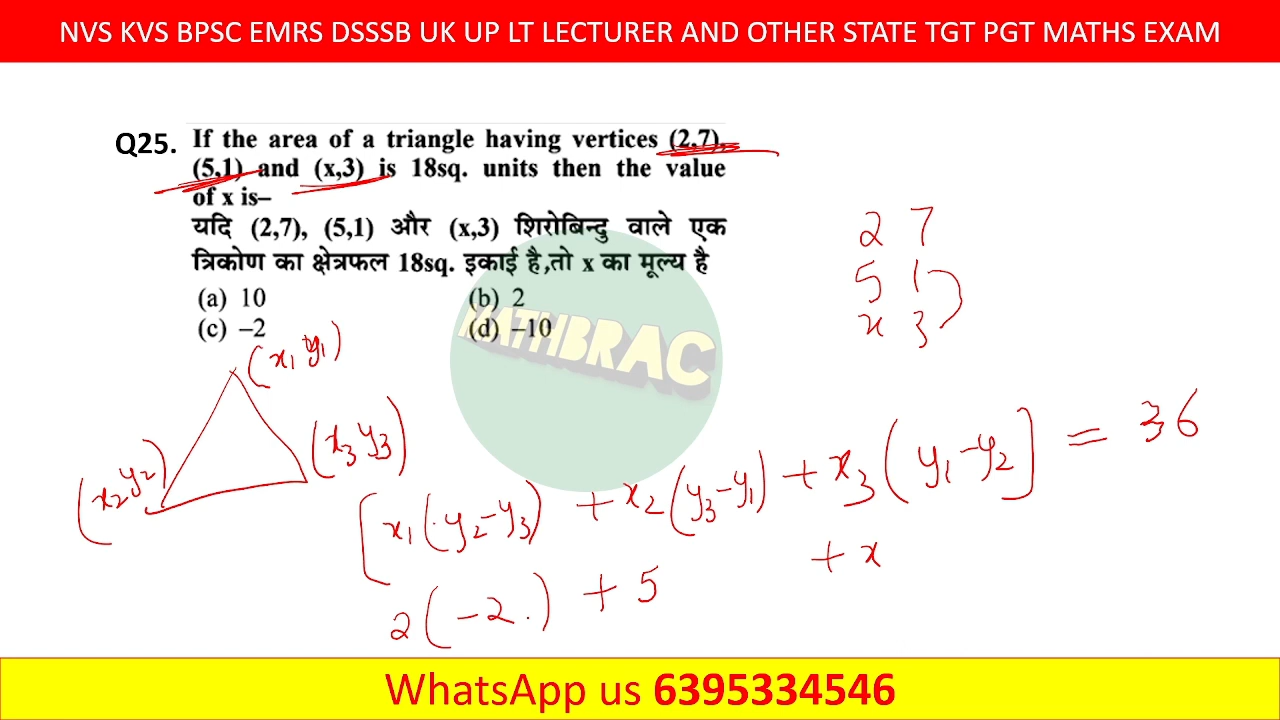 NVS KVS BPSC EMRS DSSSB UK UP LT LECTURER AND OTHER STATE TGT PGT MATHS EXAM
Q25. If the area of a triangle having vertices (2,7),
(5,1) and (x,3) is 18sq. units then the value
of x is–
यदि (2,7), (5,1) और (x,3) शिरोबिन्दु वाले एक
त्रिकोण का क्षेत्रफल 18sq. इकाई है,तो x का मूल्य है
(a) 10 (b) 2
(c) –2 (d) –10
MATHBRAC
2 7
5 1
x 3
(x₁ y₁)
(x₂ y₂)
(x₃ y₃)
[x₁(y₂-y₃) + x₂(y₃-y₁) + x₃(y₁-y₂] = 36
2(-2.) + 5 + x
WhatsApp us 6395334546